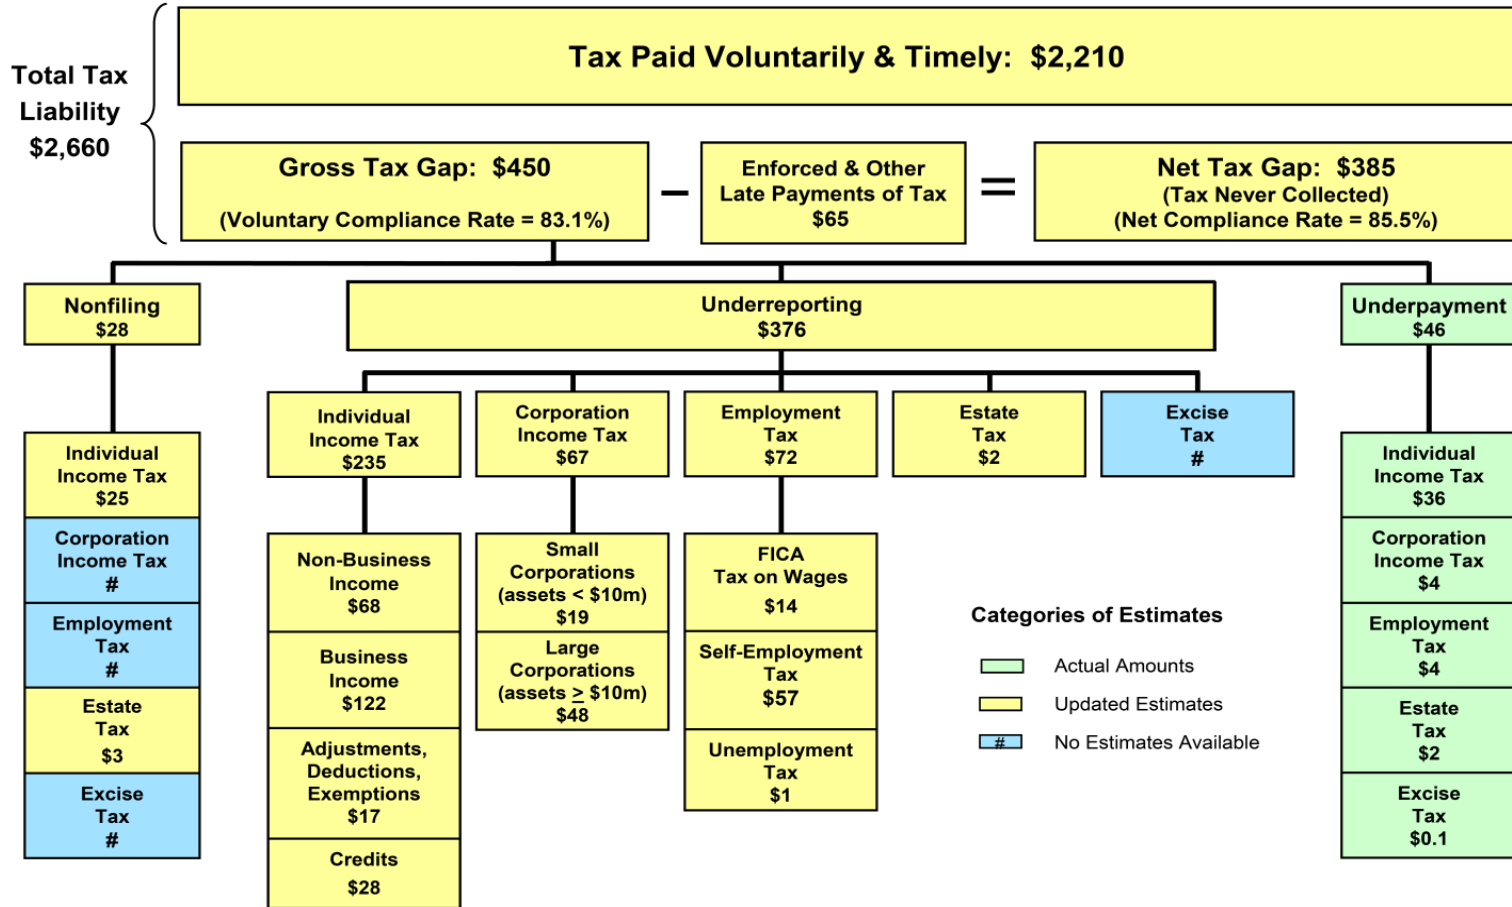 Total Tax
Liability
$2,660
Tax Paid Voluntarily & Timely: $2,210
Gross Tax Gap: $450
(Voluntary Compliance Rate = 83.1%)
–
Enforced & Other
Late Payments of Tax
$65
=
Net Tax Gap: $385
(Tax Never Collected)
(Net Compliance Rate = 85.5%)
Nonfiling
$28
Underreporting
$376
Underpayment
$46
Individual
Income Tax
$25
Corporation
Income Tax
#
Employment
Tax
#
Estate
Tax
$3
Excise
Tax
#
Individual
Income Tax
$235
Corporation
Income Tax
$67
Employment
Tax
$72
Estate
Tax
$2
Excise
Tax
#
Non-Business
Income
$68
Business
Income
$122
Adjustments,
Deductions,
Exemptions
$17
Credits
$28
Small
Corporations
(assets < $10m)
$19
Large
Corporations
(assets ≥ $10m)
$48
FICA
Tax on Wages
$14
Self-Employment
Tax
$57
Unemployment
Tax
$1
Categories of Estimates
Actual Amounts
Updated Estimates
# No Estimates Available
Individual
Income Tax
$36
Corporation
Income Tax
$4
Employment
Tax
$4
Estate
Tax
$2
Excise
Tax
$0.1